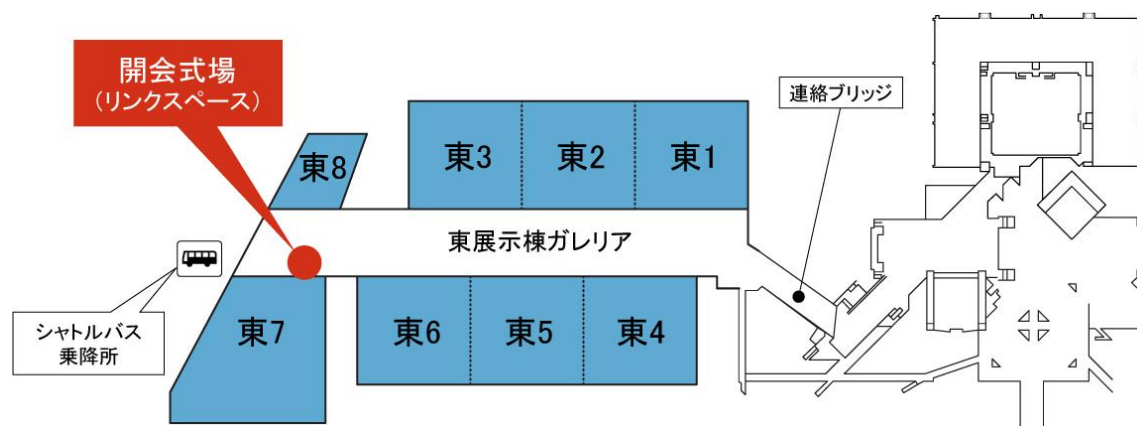 開会式場
（リンクスペース）
連絡ブリッジ
東8
東3
東2
東1
東展示棟ガレリア
シャトルバス
乗降所
東7
東6
東5
東4